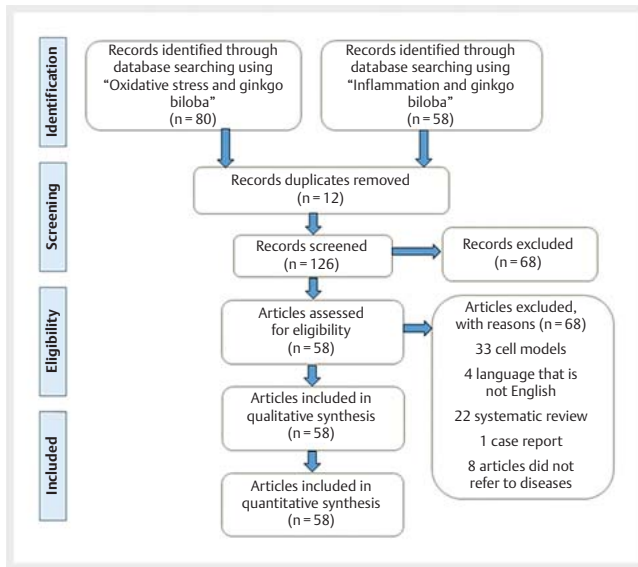 Identification
Records identified through
database searching using
“Oxidative stress and ginkgo
biloba”
(n = 80)
Records identified through
database searching using
“Inflammation and ginkgo
biloba”
(n = 58)
Screening
Records duplicates removed
(n = 12)
Records screened
(n = 126)
Records excluded
(n = 68)
Eligibility
Articles assessed
for eligibility
(n = 58)
Articles excluded,
with reasons (n = 68)
33 cell models
4 language that is
not English
22 systematic review
1 case report
8 articles did not
refer to diseases
Included
Articles included in
qualitative synthesis
(n = 58)
Articles included in
quantitative synthesis
(n = 58)